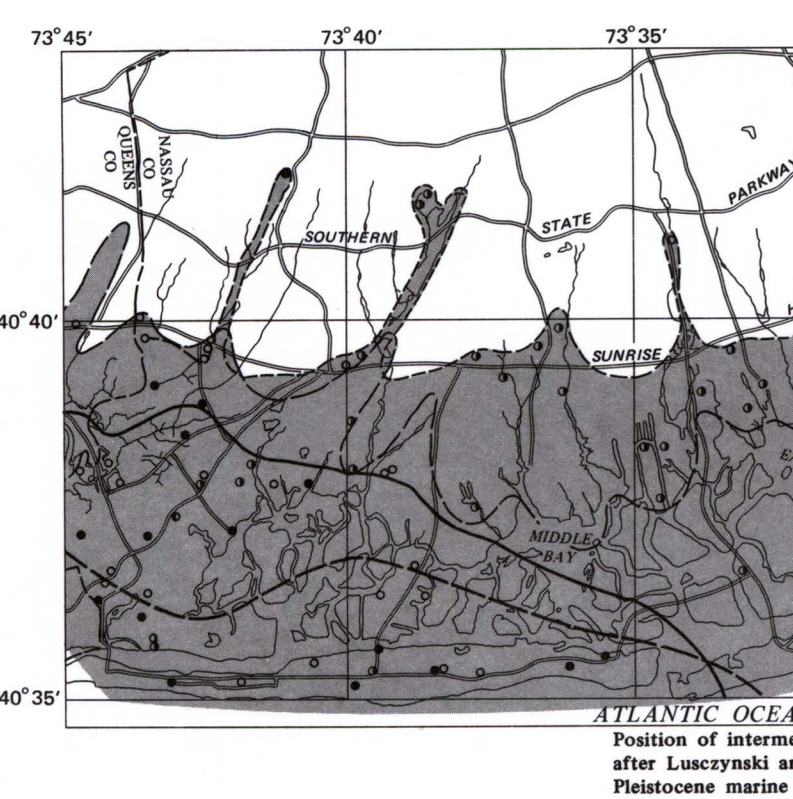 73°45'
73°40'
73°35'
QUEENS
CO
NASSAU
CO
SOUTHERN
STATE
PARKWAY
40°40'
SUNRISE
MIDDLE
BAY
40°35'
ATLANTIC OCEA
Position of interme
after Lusczynski an
Pleistocene marine